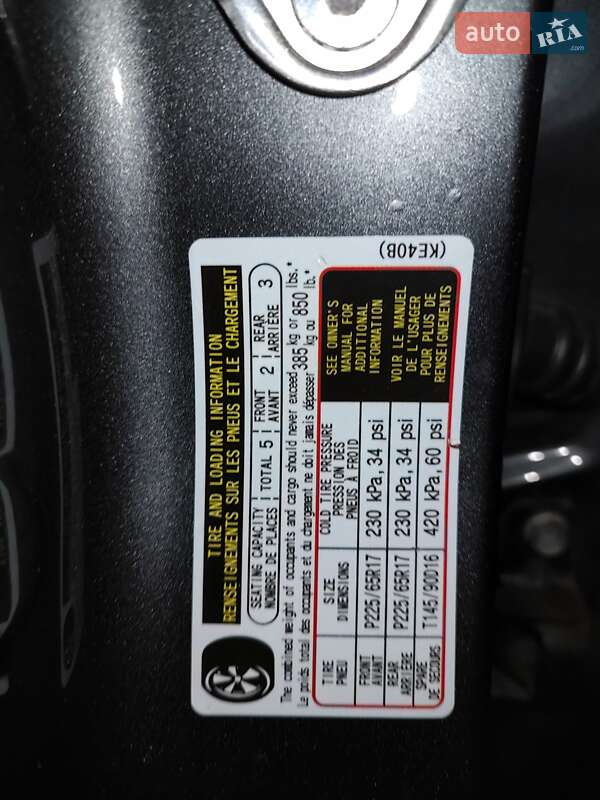 auto RIA.com
(KE40B)
TIRE AND LOADING INFORMATION
RENSEIGNEMENTS SUR LES PNEUS ET LE CHARGEMENT
SEATING CAPACITY TOTAL 5 FRONT 2 REAR 3
NOMBRE DE PLACES AVANT ARRIÈRE
The combined weight of occupants and cargo should never exceed 385 kg or 850 lbs.*
Le poids total des occupants et du chargement ne doit jamais dépasser kg ou lb.*
TIRE SIZE COLD TIRE PRESSURE
PNEU DIMENSIONS PRESSION DES
PNEUS À FROID
FRONT
AVANT P225/65R17 230 kPa, 34 psi
REAR
ARRIÈRE P225/65R17 230 kPa, 34 psi
SPARE
DE SECOURS T145/90D16 420 kPa, 60 psi
SEE OWNER'S
MANUAL FOR
ADDITIONAL
INFORMATION
VOIR LE MANUEL
DE L'USAGER
POUR PLUS DE
RENSEIGNEMENTS